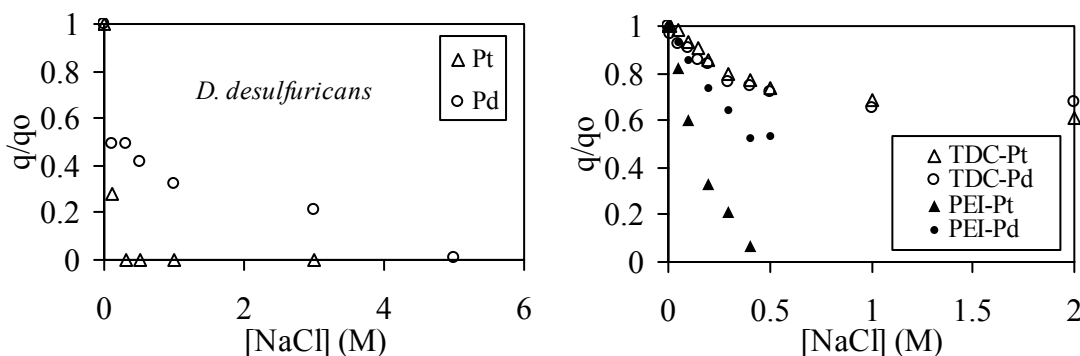 1
0.8
0.6
0.4
0.2
0
q/qo
D. desulfuricans
Pt
Pd
0
2
4
6
[NaCl] (M)
1
0.8
0.6
0.4
0.2
0
q/qo
TDC-Pt
TDC-Pd
PEI-Pt
PEI-Pd
0
0.5
1
1.5
2
[NaCl] (M)